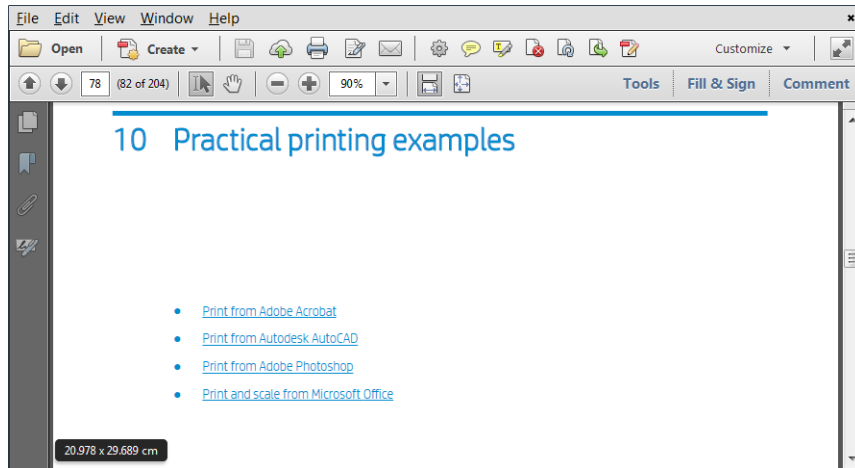 File Edit View Window Help
Open Create Customize
78 (82 of 204) 90% Tools Fill & Sign Comment
10 Practical printing examples
• Print from Adobe Acrobat
• Print from Autodesk AutoCAD
• Print from Adobe Photoshop
• Print and scale from Microsoft Office
20.978 x 29.689 cm